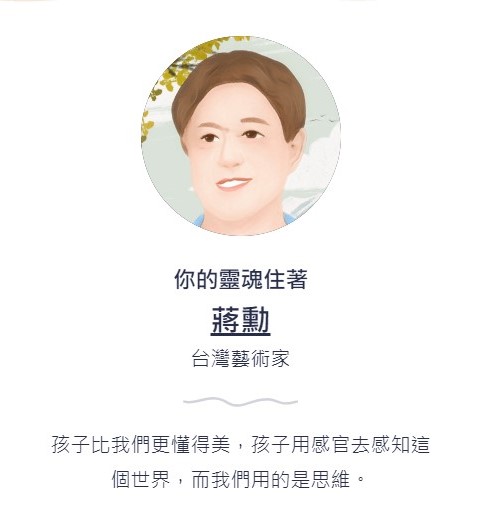 你的靈魂住著
蔣勳
台灣藝術家
孩子比我們更懂得美，孩子用感官去感知這
個世界，而我們用的是思維。